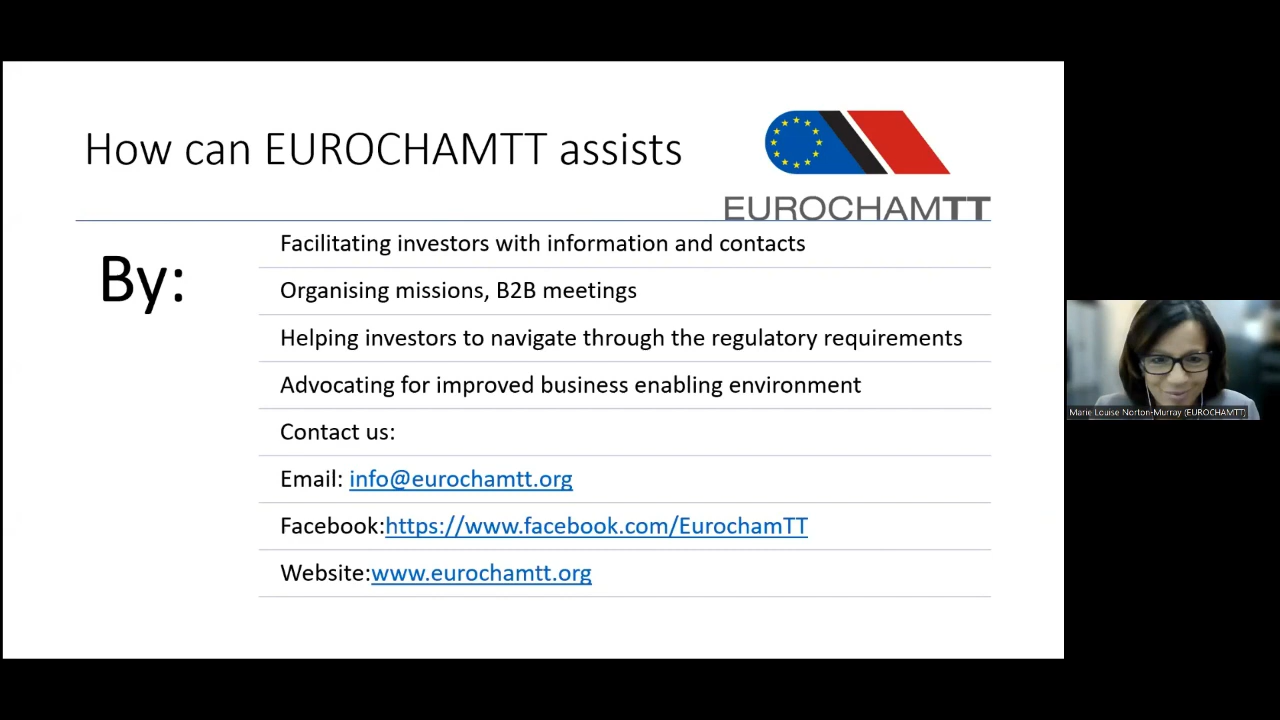 How can EUROCHAMTT assists
EUROCHAMTT
By:
Facilitating investors with information and contacts
Organising missions, B2B meetings
Helping investors to navigate through the regulatory requirements
Advocating for improved business enabling environment
Contact us:
Email: info@eurochamtt.org
Facebook:https://www.facebook.com/EurochamTT
Website:www.eurochamtt.org
Marie Louise Norton-Murray (EUROCHAMTT)